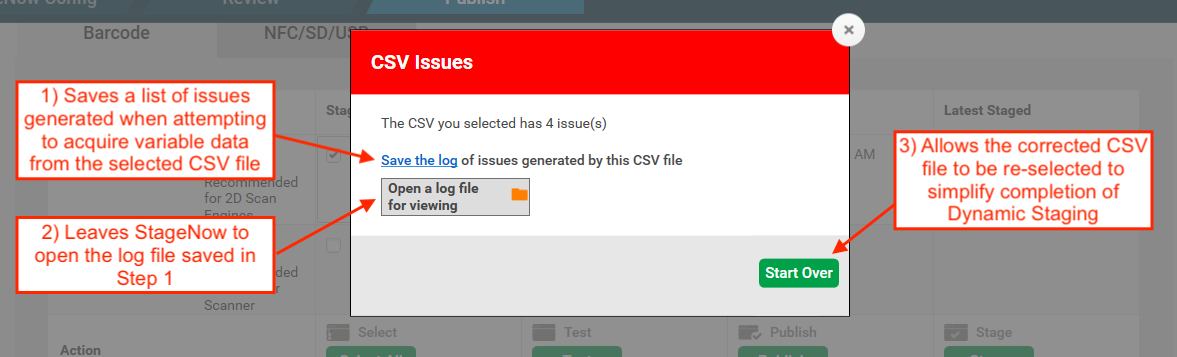 eNow Config
Review
Publish
Barcode
NFC/SD/USB
CSV Issues
1) Saves a list of issues
generated when attempting
to acquire variable data
from the selected CSV file
Stag
Latest Staged
The CSV you selected has 4 issue(s)
Save the log of issues generated by this CSV file
AM
3) Allows the corrected CSV
file to be re-selected to
simplify completion of
Dynamic Staging
Recommended
for 2D Scan
Engines
Open a log file
for viewing
2) Leaves StageNow to
open the log file saved in
Step 1
Start Over
Scanner
Action
Select
Test
Publish
Stage